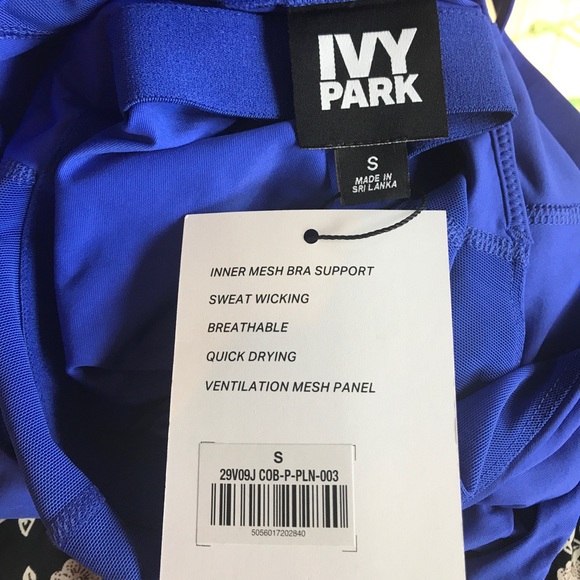 IVY
PARK
S
MADE IN
SRI LANKA
INNER MESH BRA SUPPORT
SWEAT WICKING
BREATHABLE
QUICK DRYING
VENTILATION MESH PANEL
S
29V09J COB-P-PLN-003
5056017202840